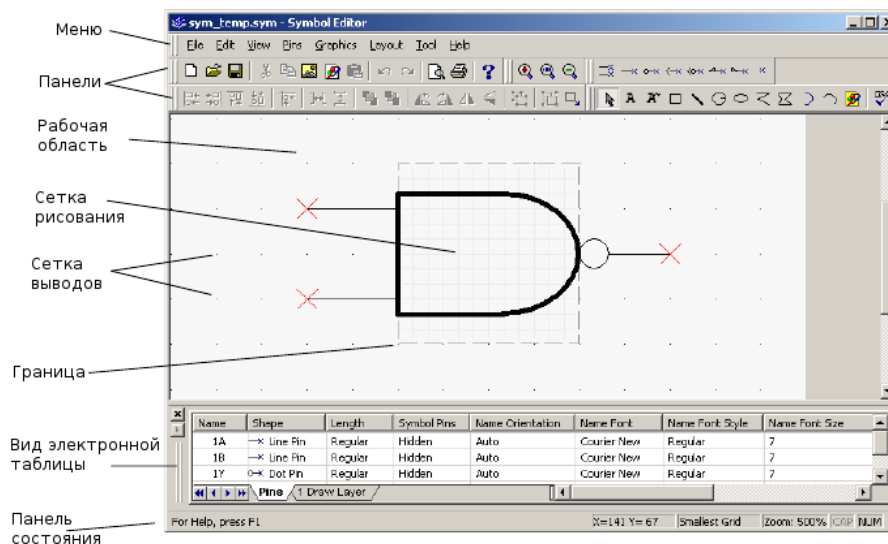 sym_temp.sym - Symbol Editor
Меню
File Edit View Pins Graphics Layout Tool Help
Панели
Рабочая
область
Сетка
рисования
Сетка
выводов
Граница
Вид электронной
таблицы
Name Shape Length Symbol Pins Name Orientation Name Font Name Font Style Name Font Size
1A Line Pin Regular Hidden Auto Courier New Regular 7
1B Line Pin Regular Hidden Auto Courier New Regular 7
1Y Dot Pin Regular Hidden Auto Courier New Regular 7
Pins 1 Draw Layer
Панель
состояния
For Help, press F1
X=141 Y= 67 Smallest Grid Zoom: 500% CAP NUM